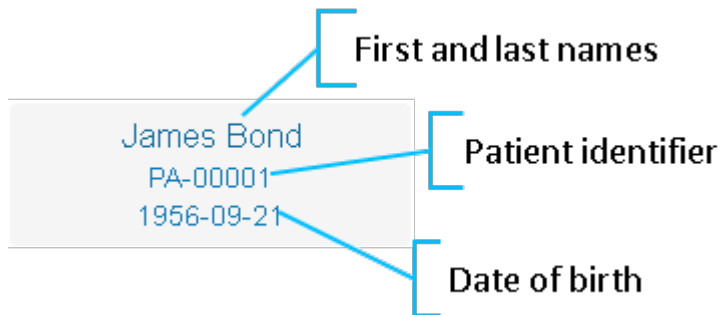 First and last names
James Bond
PA-00001
Patient identifier
1956-09-21
Date of birth